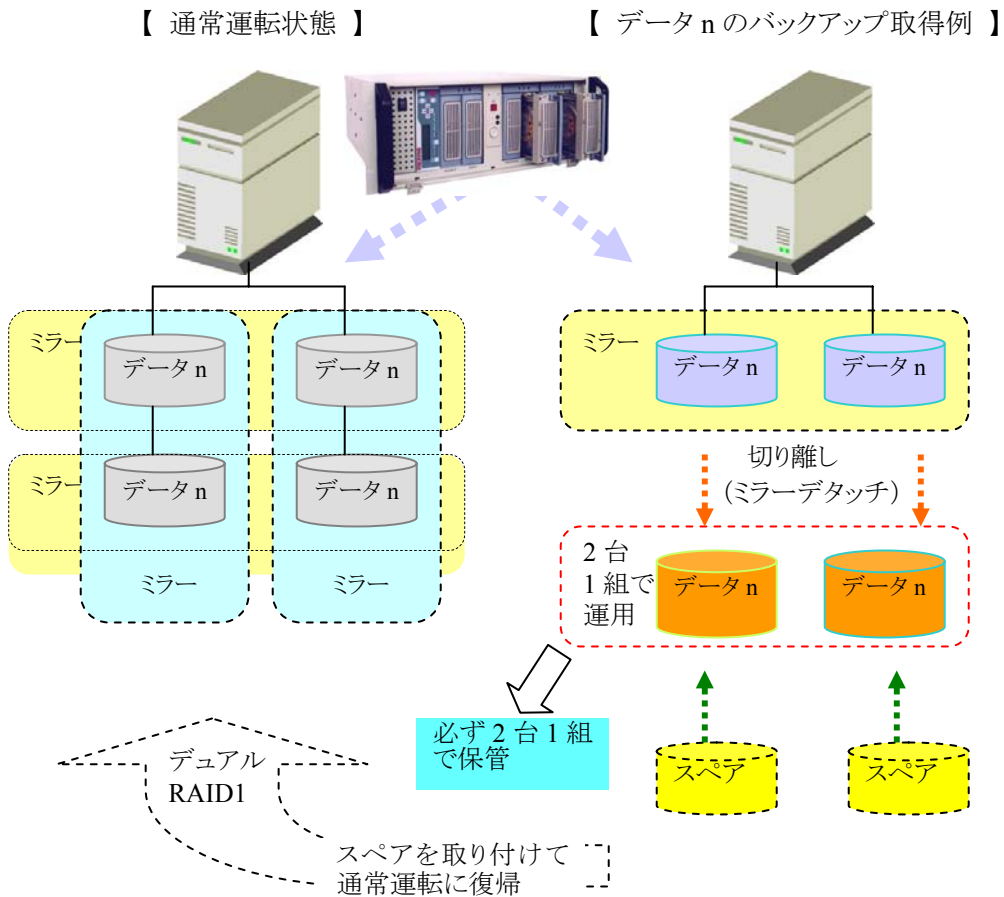 【 通常運転状態 】
【 データ n のバックアップ取得例 】
ミラー
データ n
データ n
ミラー
データ n
データ n
ミラー
ミラー
ミラー
データ n
データ n
切り離し
（ミラーデタッチ）
2 台
1 組で
運用
データ n
データ n
必ず 2 台 1 組
で保管
スペア
スペア
デュアル
RAID1
スペアを取り付けて
通常運転に復帰